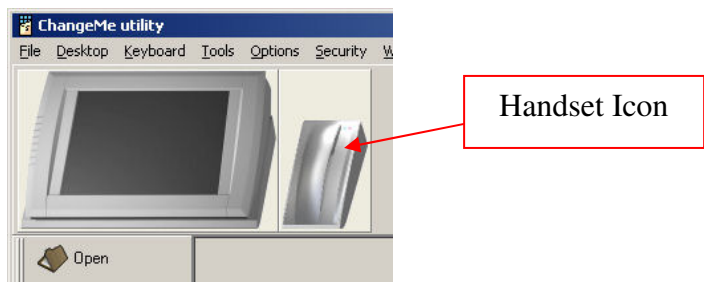 ChangeMe utility
File Desktop Keyboard Tools Options Security W
Handset Icon
Open